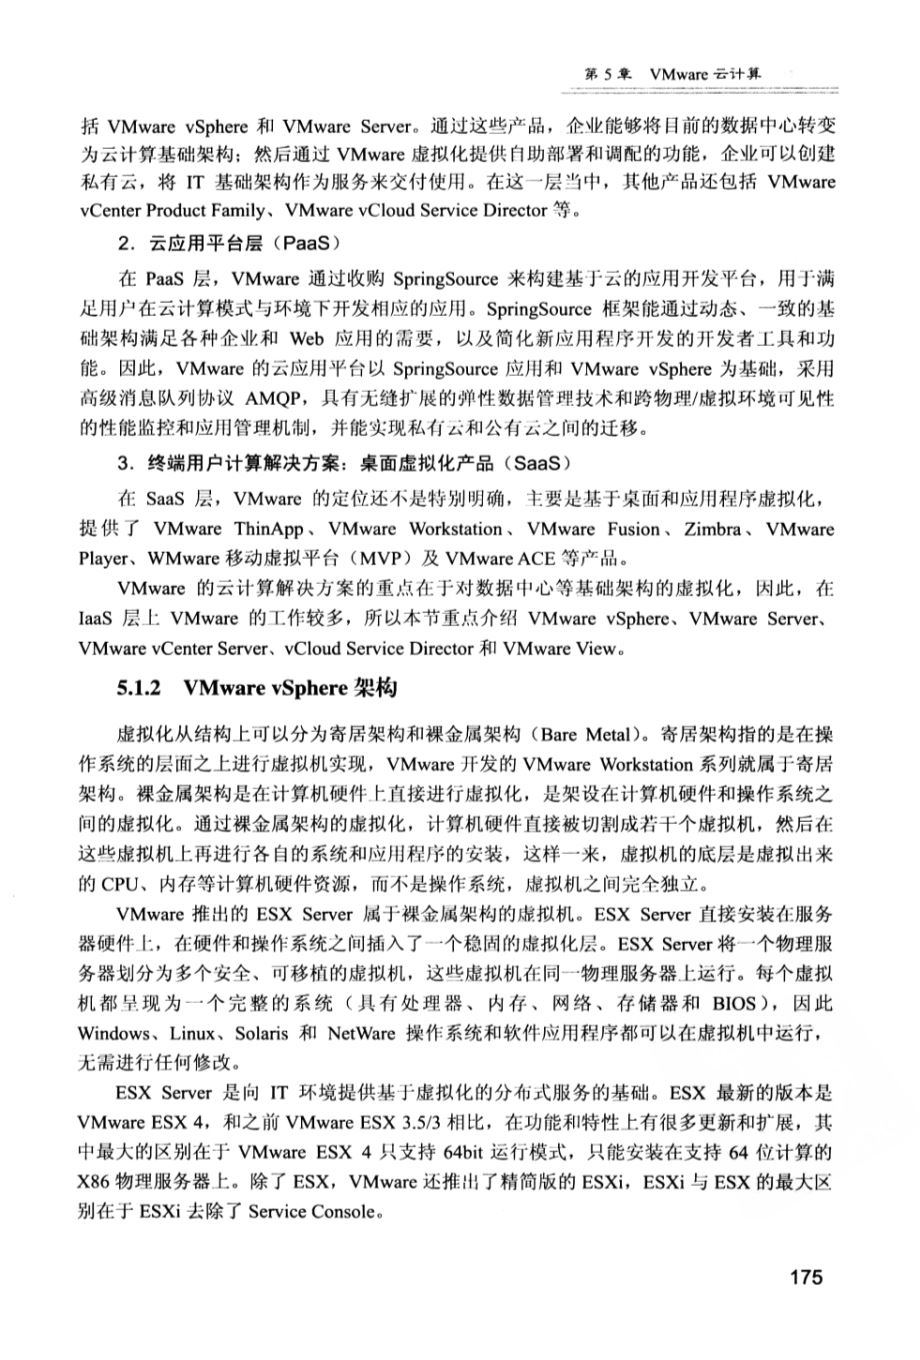 第 5 章 VMware 云计算
括 VMware vSphere 和 VMware Server。通过这些产品，企业能够将目前的数据中心转变
为云计算基础架构；然后通过 VMware 虚拟化提供自助部署和调配的功能，企业可以创建
私有云，将 IT 基础架构作为服务来交付使用。在这一层当中，其他产品还包括 VMware
vCenter Product Family、VMware vCloud Service Director 等。
2．云应用平台层（PaaS）
在 PaaS 层，VMware 通过收购 SpringSource 来构建基于云的应用开发平台，用于满
足用户在云计算模式与环境下开发相应的应用。SpringSource 框架能通过动态、一致的基
础架构满足各种企业和 Web 应用的需要，以及简化新应用程序开发的开发者工具和功
能。因此，VMware 的云应用平台以 SpringSource 应用和 VMware vSphere 为基础，采用
高级消息队列协议 AMQP，具有无缝扩展的弹性数据管理技术和跨物理/虚拟环境可见性
的性能监控和应用管理机制，并能实现私有云和公有云之间的迁移。
3．终端用户计算解决方案：桌面虚拟化产品（SaaS）
在 SaaS 层，VMware 的定位还不是特别明确，主要是基于桌面和应用程序虚拟化，
提供了 VMware ThinApp、VMware Workstation、VMware Fusion、Zimbra、VMware
Player、WMware 移动虚拟平台（MVP）及 VMware ACE 等产品。
VMware 的云计算解决方案的重点在于对数据中心等基础架构的虚拟化，因此，在
IaaS 层上 VMware 的工作较多，所以本节重点介绍 VMware vSphere、VMware Server、
VMware vCenter Server、vCloud Service Director 和 VMware View。
5.1.2 VMware vSphere 架构
虚拟化从结构上可以分为寄居架构和裸金属架构（Bare Metal）。寄居架构指的是在操
作系统的层面之上进行虚拟机实现，VMware 开发的 VMware Workstation 系列就属于寄居
架构。裸金属架构是在计算机硬件上直接进行虚拟化，是架设在计算机硬件和操作系统之
间的虚拟化。通过裸金属架构的虚拟化，计算机硬件直接被切割成若干个虚拟机，然后在
这些虚拟机上再进行各自的系统和应用程序的安装，这样一来，虚拟机的底层是虚拟出来
的 CPU、内存等计算机硬件资源，而不是操作系统，虚拟机之间完全独立。
VMware 推出的 ESX Server 属于裸金属架构的虚拟机。ESX Server 直接安装在服务
器硬件上，在硬件和操作系统之间插入了一个稳固的虚拟化层。ESX Server 将一个物理服
务器划分为多个安全、可移植的虚拟机，这些虚拟机在同一物理服务器上运行。每个虚拟
机都呈现为一个完整的系统（具有处理器、内存、网络、存储器和 BIOS），因此
Windows、Linux、Solaris 和 NetWare 操作系统和软件应用程序都可以在虚拟机中运行，
无需进行任何修改。
ESX Server 是向 IT 环境提供基于虚拟化的分布式服务的基础。ESX 最新的版本是
VMware ESX 4，和之前 VMware ESX 3.5/3 相比，在功能和特性上有很多更新和扩展，其
中最大的区别在于 VMware ESX 4 只支持 64bit 运行模式，只能安装在支持 64 位计算的
X86 物理服务器上。除了 ESX，VMware 还推出了精简版的 ESXi，ESXi 与 ESX 的最大区
别在于 ESXi 去除了 Service Console。
175